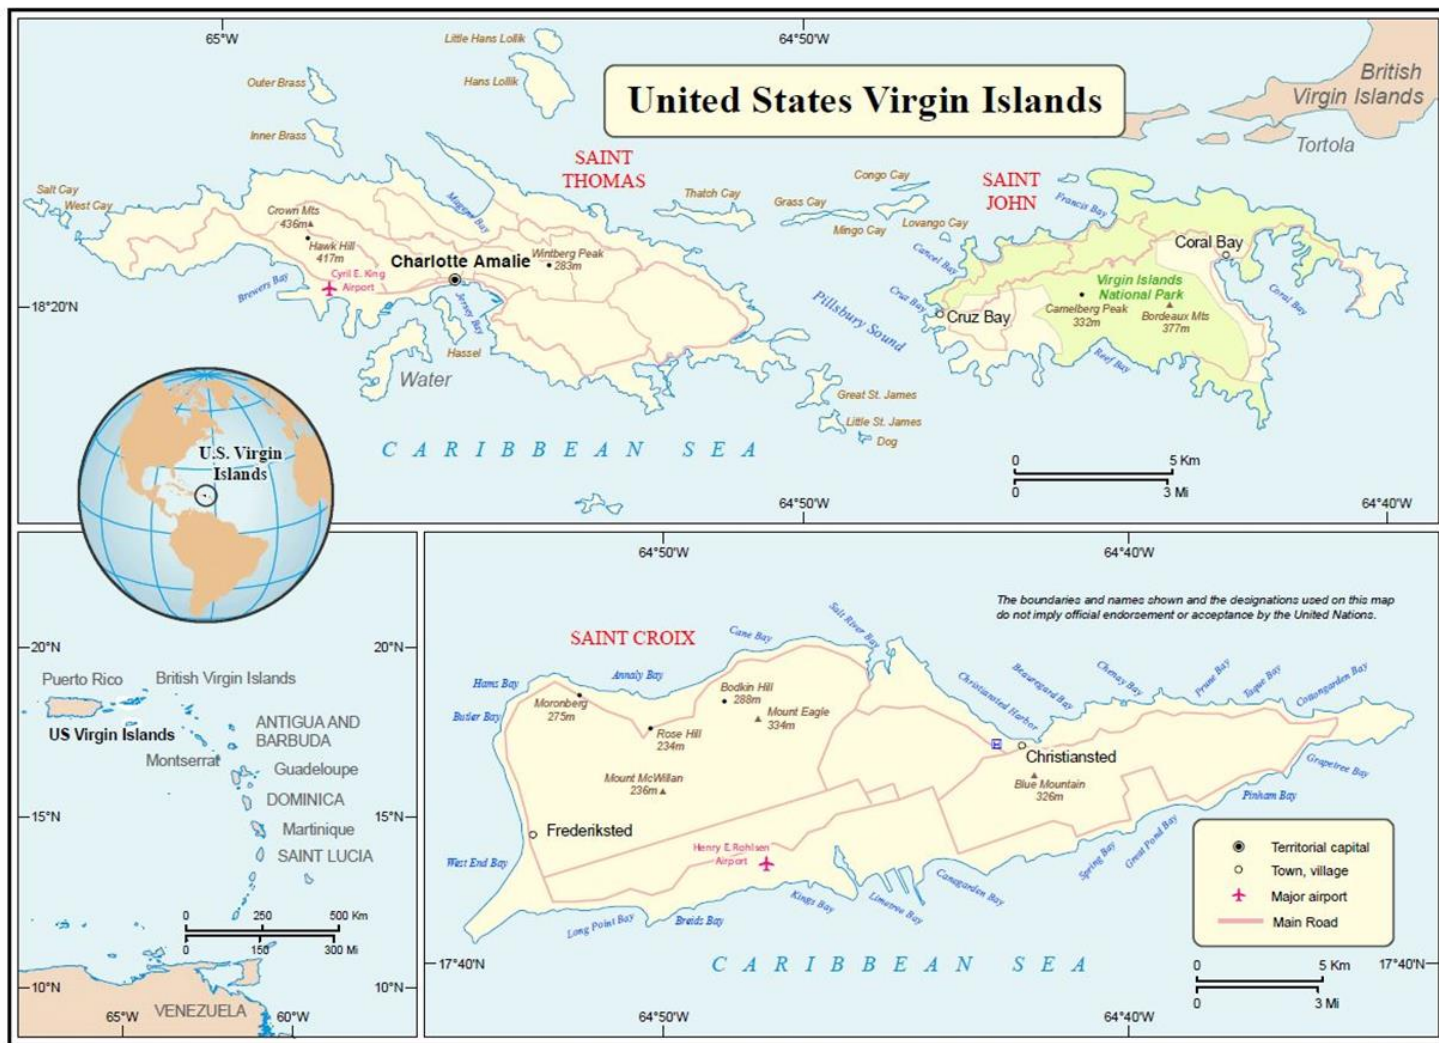 65°W
64°50'W
Little Hans Lollik
Hans Lollik
Outer Brass
Inner Brass
United States Virgin Islands
British
Virgin Islands
Tortola
SAINT
THOMAS
SAINT
JOHN
Salt Cay
West Cay
Crown Mts
436m
Hawk Hill
417m
Magens Bay
Thatch Cay
Grass Cay
Congo Cay
Mingo Cay
Lovango Cay
Francis Bay
Charlotte Amalie
Wintberg Peak
283m
Cyril E. King
Airport
Brewers Bay
Jersey Bay
Hassel
Water
18°20'
Pillsbury Sound
Caneel Bay
Cruz Bay
Cruz Bay
Coral Bay
Coral Bay
Virgin Islands
National Park
Camelberg Peak
332m
Bordeaux Mts
377m
Reef Bay
Great St. James
Little St. James
Dog
CARIBBEAN SEA
0 5 Km
0 3 Mi
64°50'W
64°40'W
U.S. Virgin
Islands
20°N
20°N
Puerto Rico
British Virgin Islands
US Virgin Islands
ANTIGUA AND
BARBUDA
Montserrat
Guadeloupe
DOMINICA
15°N
15°N
Martinique
SAINT LUCIA
0 250 500 Km
0 150 300 Mi
10°N
10°N
VENEZUELA
65°W
60°W
64°50'W
64°40'W
The boundaries and names shown and the designations used on this map
do not imply official endorsement or acceptance by the United Nations.
SAINT CROIX
Hams Bay
Butler Bay
Annaly Bay
Cane Bay
Salt River Bay
Christiansted Harbor
Beauregard Bay
Chenay Bay
Prune Bay
Teague Bay
Cottongarden Bay
Moronberg
275m
Rose Hill
234m
Bodkin Hill
288m
Mount Eagle
334m
Mount McWillan
236m
H
Christiansted
Blue Mountain
326m
Grapetree Bay
Pinham Bay
Great Pond Bay
Spring Bay
Frederiksted
West End Bay
Henry E.Rohlsen
Airport
Long Point Bay
Breids Bay
Kings Bay
Limetree Bay
Canegarden Bay
Territorial capital
Town, village
Major airport
Main Road
17°40'N
CARIBBEAN SEA
0 5 Km
0 3 Mi
17°40'N
64°50'W
64°40'W